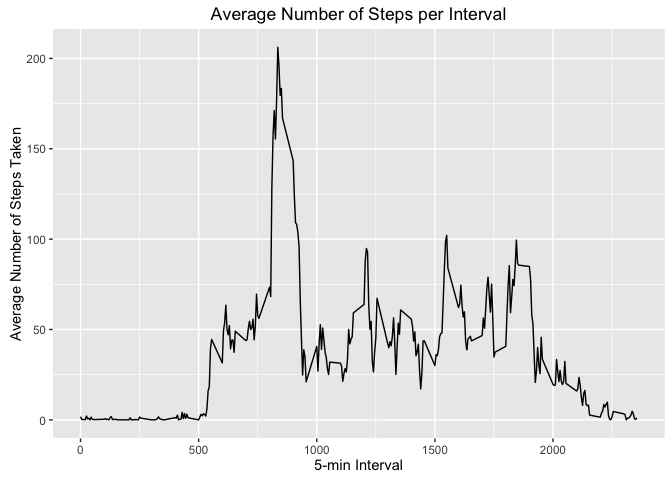 Average Number of Steps per Interval
Average Number of Steps Taken
200
150
100
50
0
0 500 1000 1500 2000
5-min Interval